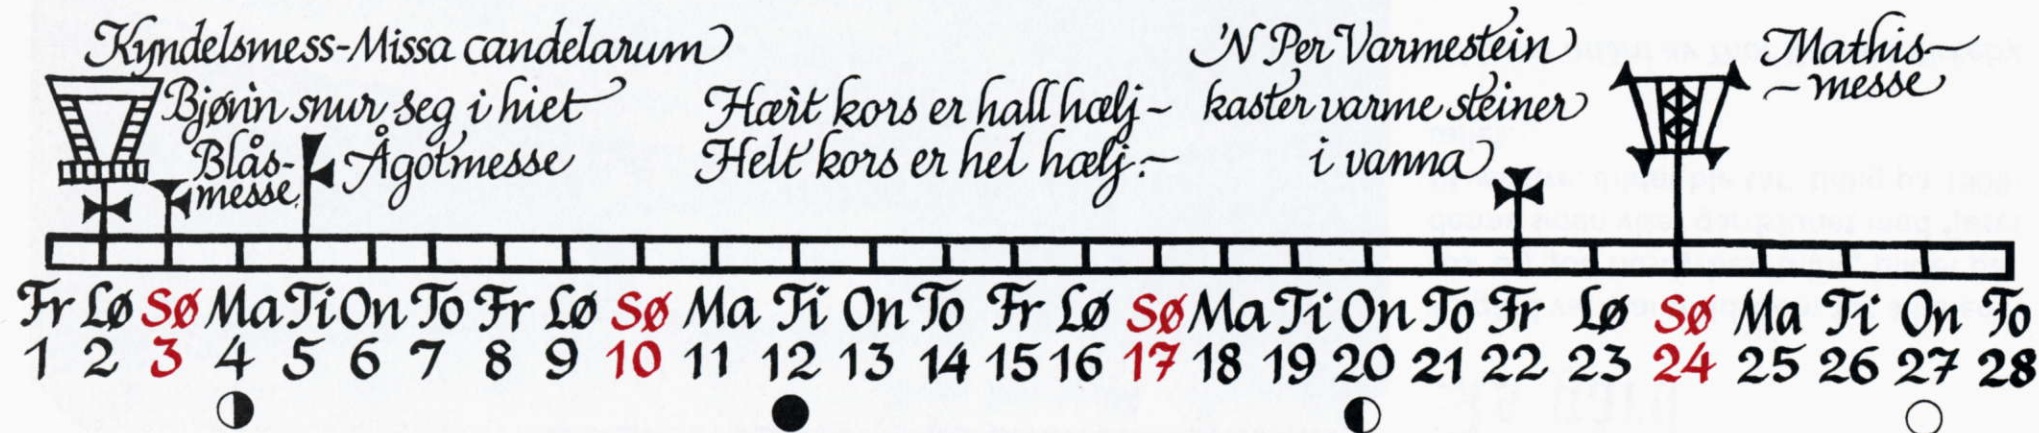 Kyndelsmess-Missa candelarum
Bjønn snur seg i hiet
Blås-
messe
Ågotmesse
Hært kors er hall hælj-
Helt kors er hel hælj.-
'N Per Varmestein
kaster varme steiner
i vanna
Mathis-
-messe
Fr Lø Sø Ma Ti On To Fr Lø Sø Ma Ti On To Fr Lø Sø Ma Ti On To Fr Lø Sø Ma Ti On To
1 2 3 4 5 6 7 8 9 10 11 12 13 14 15 16 17 18 19 20 21 22 23 24 25 26 27 28